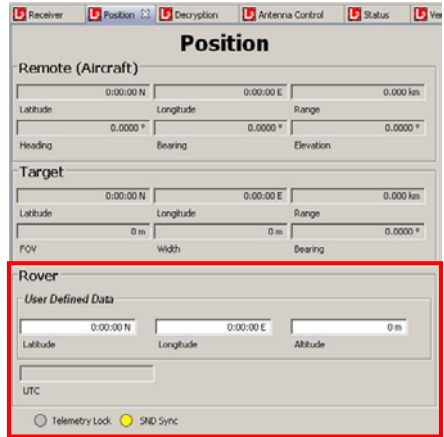 Receiver Position Decryption Antenna Control Status
Position
Remote (Aircraft)
0:00:00 N 0:00:00 E 0.000 km
Latitude Longitude Range
0.0000 ° 0.0000 ° 0.0000 °
Heading Bearing Elevation
Target
0:00:00 N 0:00:00 E 0.000 km
Latitude Longitude Range
0 m 0 m 0.0000 °
FOV Width Bearing
Rover
User Defined Data
0:00:00 N 0:00:00 E 0 m
Latitude Longitude Altitude
UTC
Telemetry Lock SND Sync